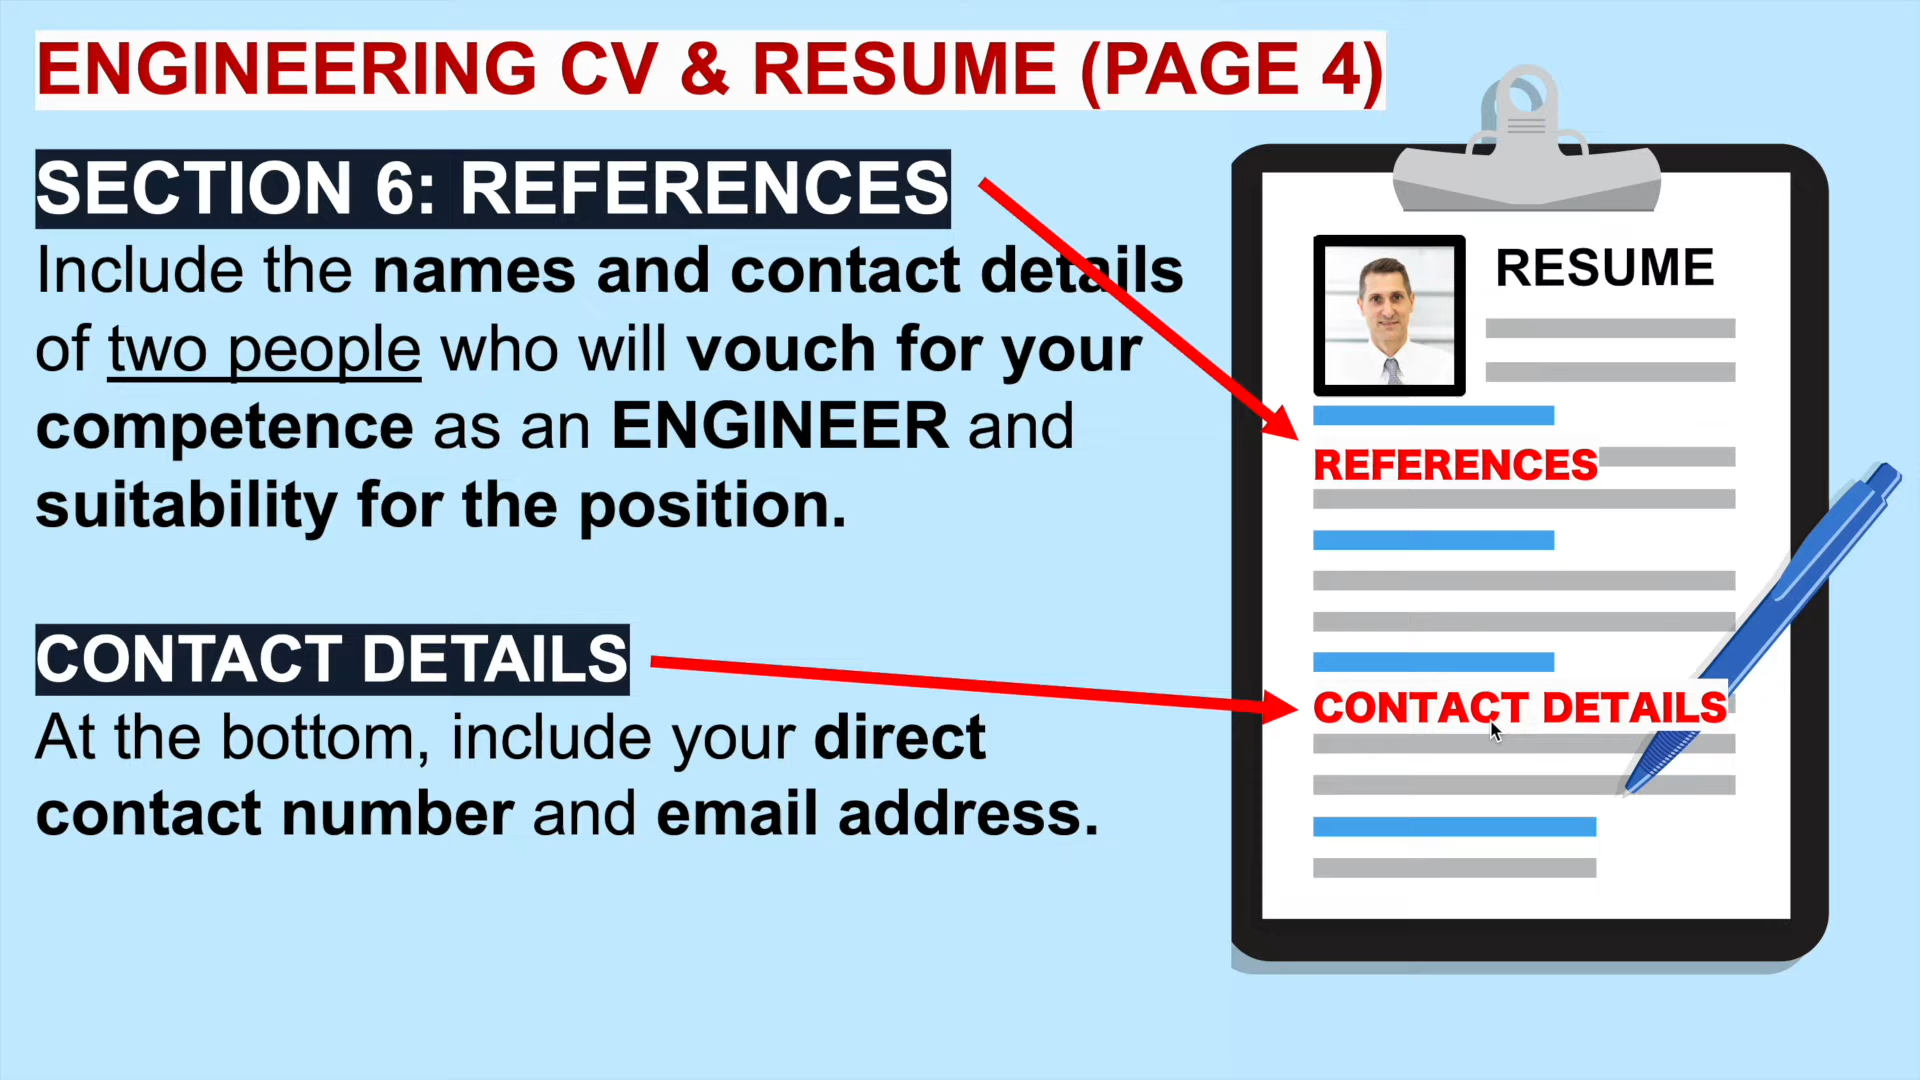 ENGINEERING CV & RESUME (PAGE 4)
SECTION 6: REFERENCES
Include the names and contact details
of two people who will vouch for your
competence as an ENGINEER and
suitability for the position.
CONTACT DETAILS
At the bottom, include your direct
contact number and email address.
RESUME
REFERENCES
CONTACT DETAILS